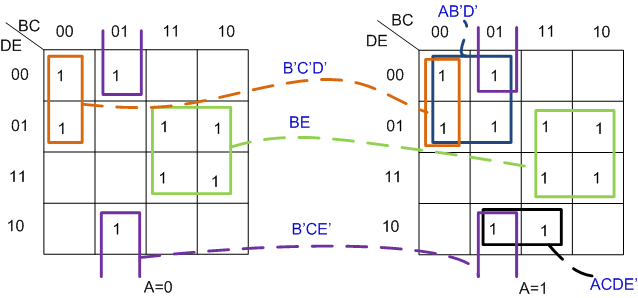 AB'D'
BC BC
00 01 11 10 00 01 11 10
DE DE
00 1 1 00 1 1
B'C'D'
01 1 1 1 01 1 1 1 1
BE
11 1 1 11 1 1
10 1 B'CE' 10 1 1
A=0 A=1 ACDE'